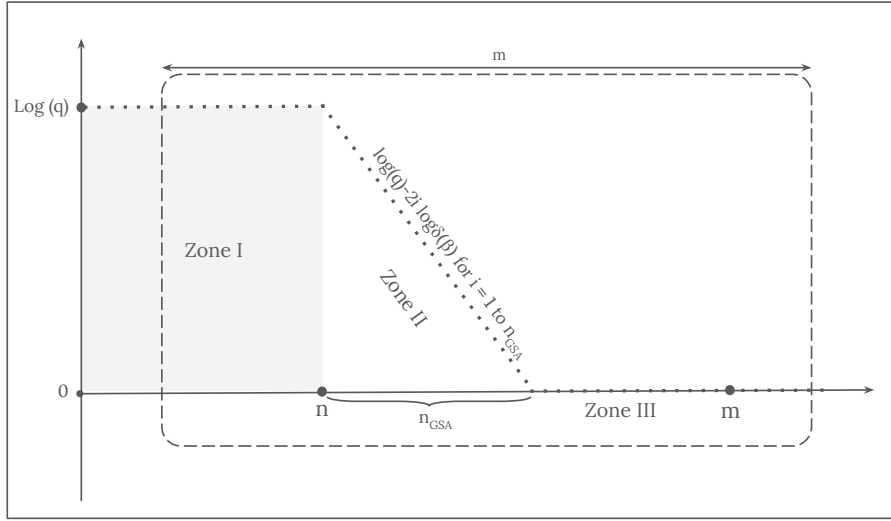 m
Log (q)
log(q)-2i logδ(β) for i = 1 to n_GSA
Zone I
Zone II
0
n
n_GSA
Zone III
m